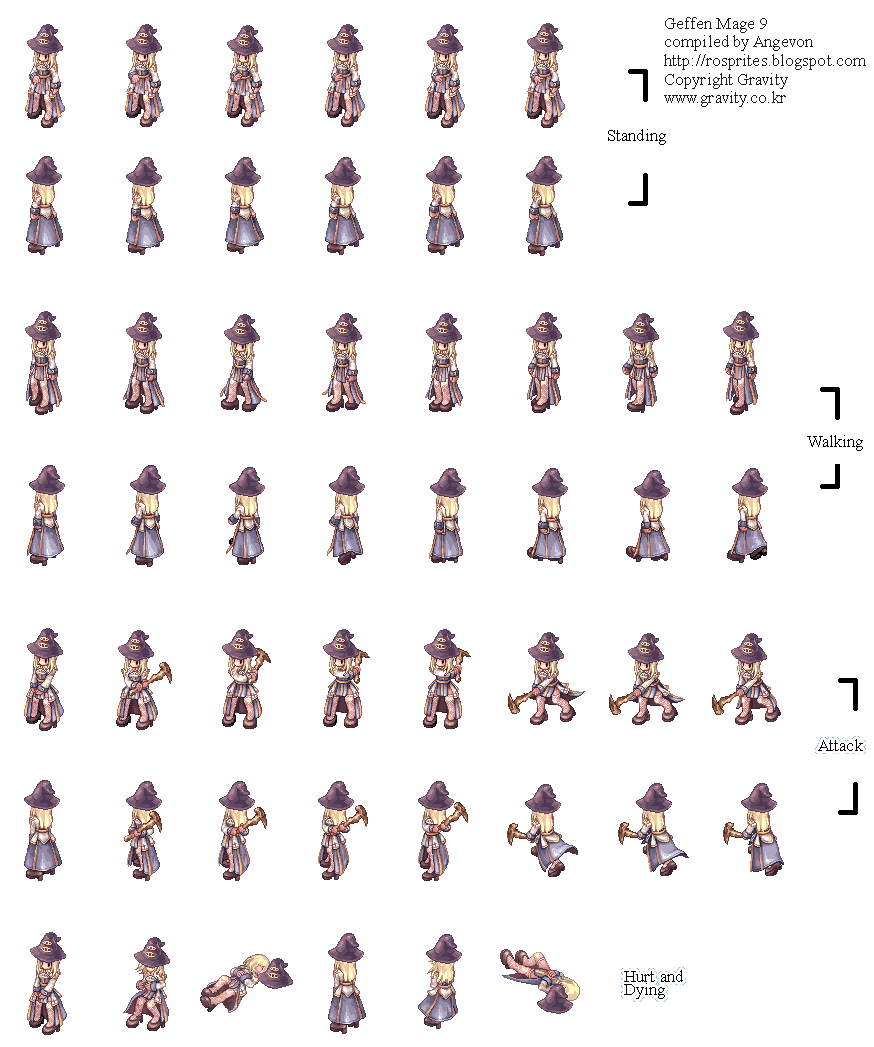 Geffen Mage 9
compiled by Angevon
http://rosprites.blogspot.com
Copyright Gravity
www.gravity.co.kr
Standing
Walking
Attack
Hurt and
Dying